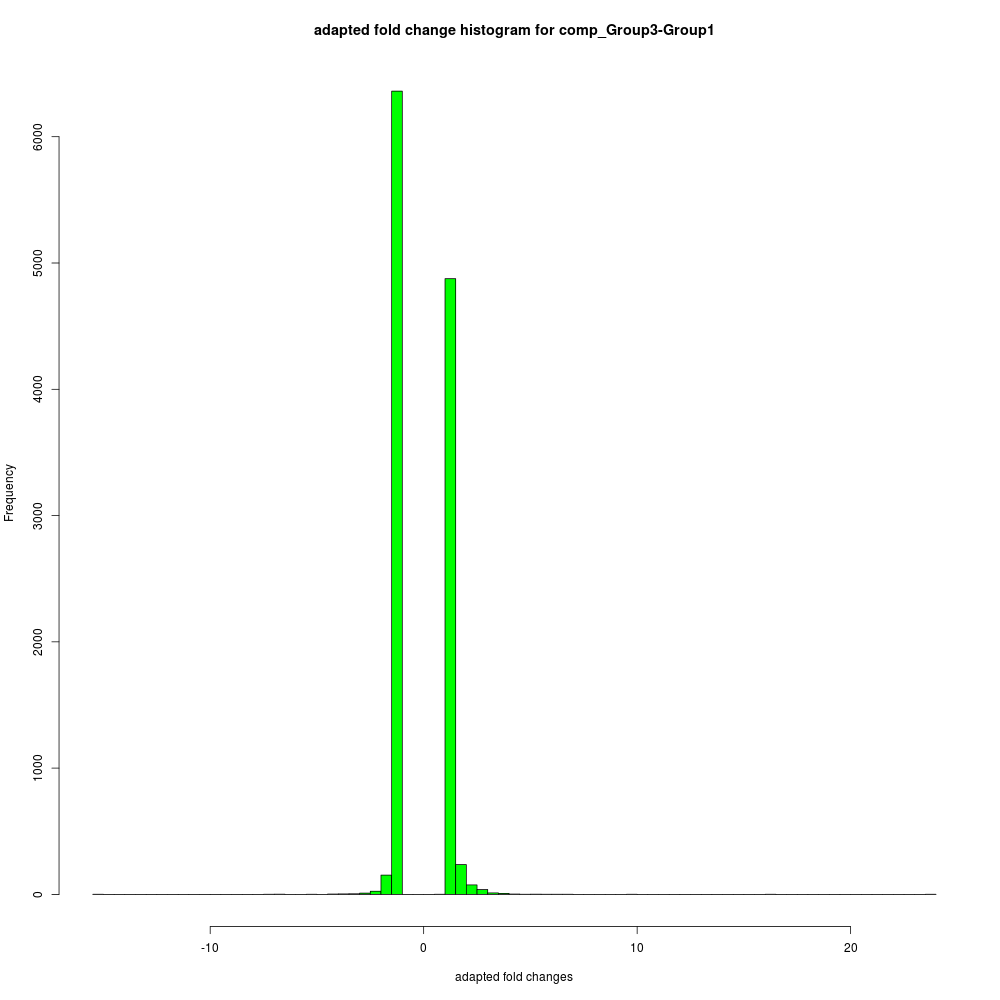 adapted fold change histogram for comp_Group3-Group1
Frequency
6000
5000
4000
3000
2000
1000
0
-10 0 10 20
adapted fold changes